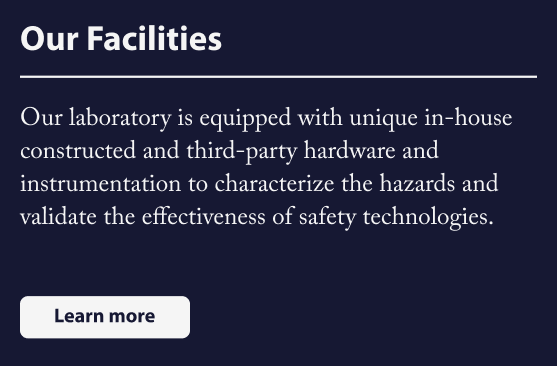 Our Facilities
Our laboratory is equipped with unique in-house
constructed and third-party hardware and
instrumentation to characterize the hazards and
validate the effectiveness of safety technologies.
Learn more